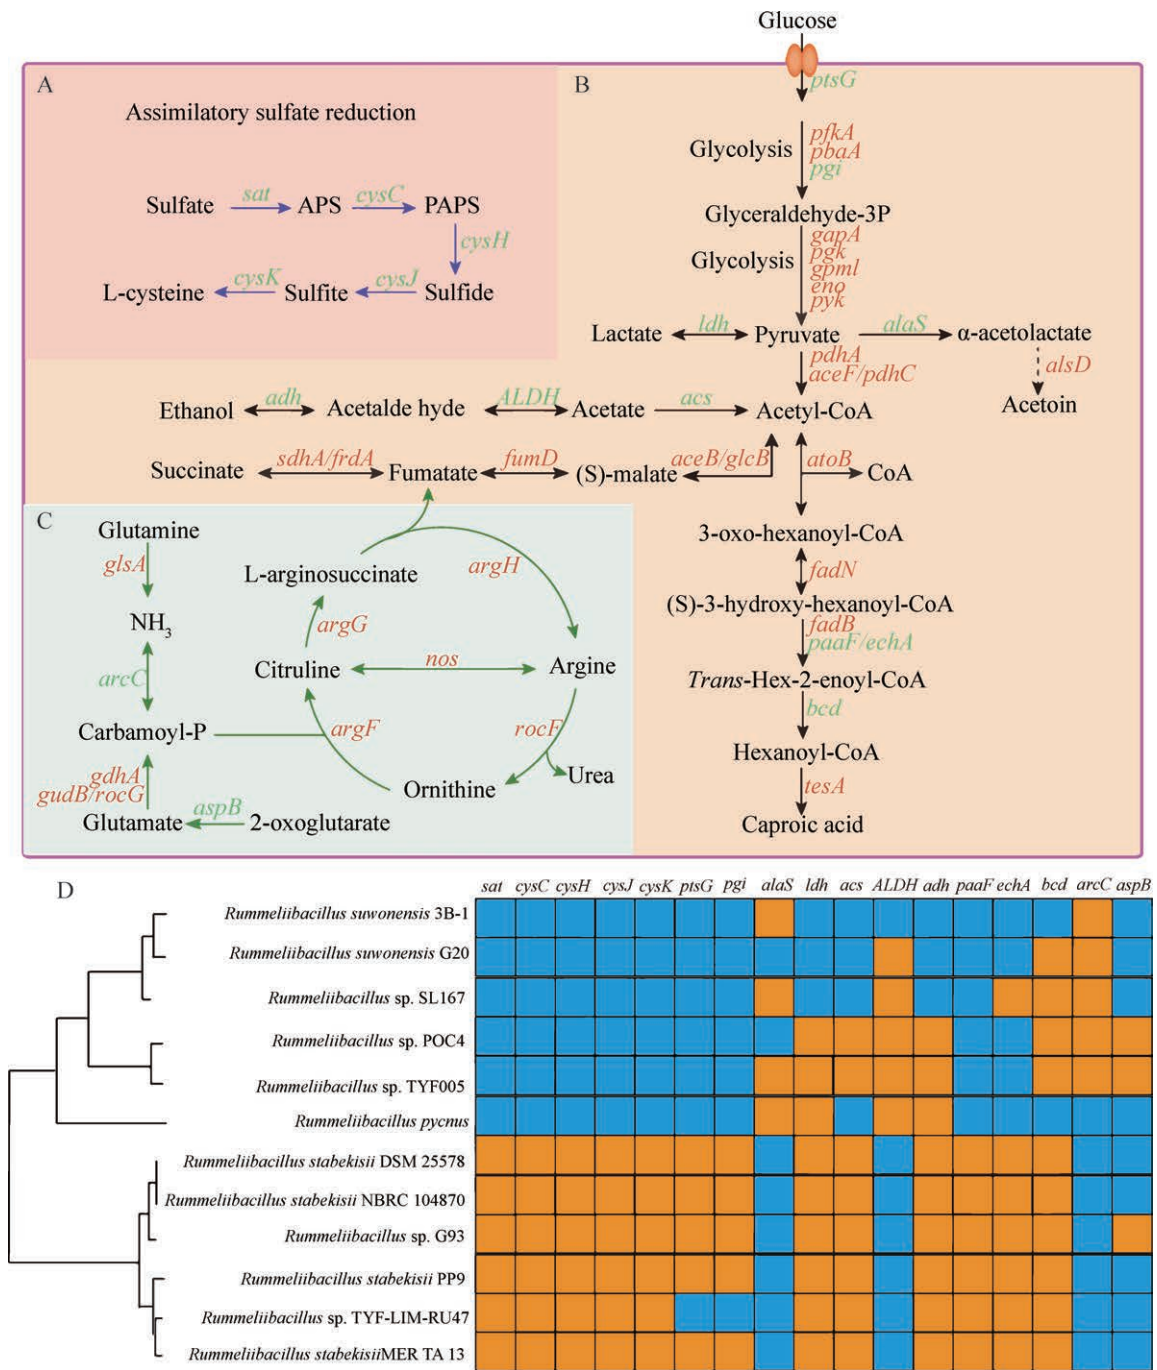 Glucose
A
B
ptsG
Assimilatory sulfate reduction
pfkA
Glycolysis
pbaA
pgi
Sulfate
sat
APS
cysC
PAPS
Glyceraldehyde-3P
cysH
gapA
Glycolysis
pgk
gpml
eno
pyk
L-cysteine
cysK
Sulfite
cysJ
Sulfide
Lactate
ldh
Pyruvate
alaS
α-acetolactate
pdhA
aceF/pdhC
alsD
Ethanol
adh
Acetalde hyde
ALDH
Acetate
acs
Acetyl-CoA
Acetoin
Succinate
sdhA/frdA
Fumatate
fumD
(S)-malate
aceB/glcB
atoB
CoA
C
Glutamine
3-oxo-hexanoyl-CoA
glsA
L-arginosuccinate
argH
fadN
NH3
(S)-3-hydroxy-hexanoyl-CoA
argG
fadB
paaF/echA
arcC
Citruline
nos
Argine
Trans-Hex-2-enoyl-CoA
bcd
Carbamoyl-P
argF
rocF
Hexanoyl-CoA
gdhA
gudB/rocG
Ornithine
Urea
tesA
Glutamate
aspB
2-oxoglutarate
Caproic acid
D
sat cysC cysH cysJ cysK ptsG pgi alaS ldh acs ALDH adh paaF echA bcd arcC aspB
Rummeliibacillus suwonensis 3B-1
Rummeliibacillus suwonensis G20
Rummeliibacillus sp. SL167
Rummeliibacillus sp. POC4
Rummeliibacillus sp. TYF005
Rummeliibacillus pycnus
Rummeliibacillus stabekisii DSM 25578
Rummeliibacillus stabekisii NBRC 104870
Rummeliibacillus sp. G93
Rummeliibacillus stabekisii PP9
Rummeliibacillus sp. TYF-LIM-RU47
Rummeliibacillus stabekisiiMER TA 13